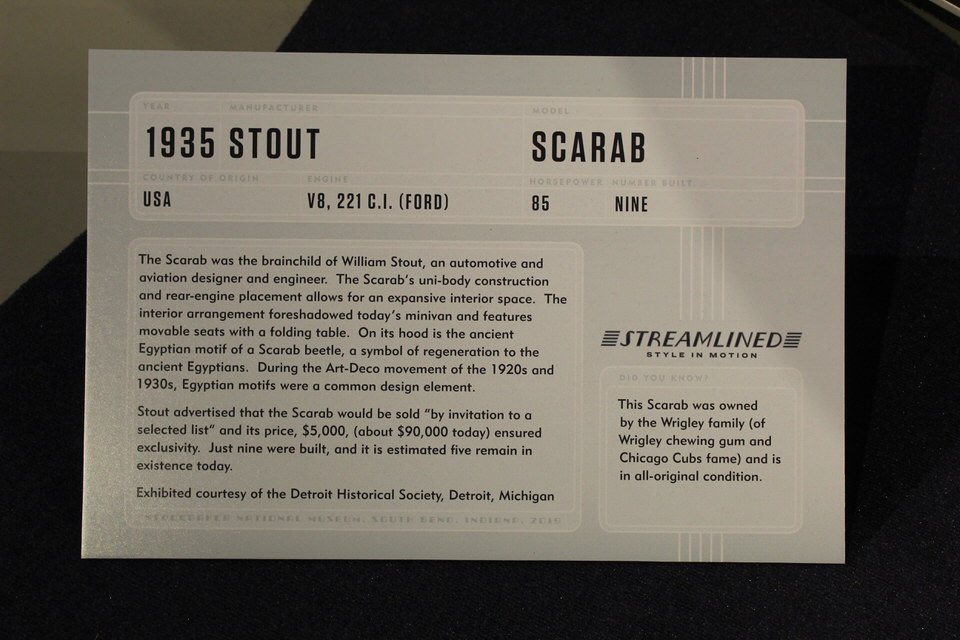 YEAR MANUFACTURER MODEL
1935 STOUT SCARAB
COUNTRY OF ORIGIN ENGINE HORSEPOWER NUMBER BUILT
USA V8, 221 C.I. (FORD) 85 NINE
The Scarab was the brainchild of William Stout, an automotive and
aviation designer and engineer. The Scarab's uni-body construction
and rear-engine placement allows for an expansive interior space. The
interior arrangement foreshadowed today's minivan and features
movable seats with a folding table. On its hood is the ancient
Egyptian motif of a Scarab beetle, a symbol of regeneration to the
ancient Egyptians. During the Art-Deco movement of the 1920s and
1930s, Egyptian motifs were a common design element.
Stout advertised that the Scarab would be sold "by invitation to a
selected list" and its price, $5,000, (about $90,000 today) ensured
exclusivity. Just nine were built, and it is estimated five remain in
existence today.
Exhibited courtesy of the Detroit Historical Society, Detroit, Michigan
STUDEBAKER NATIONAL MUSEUM, SOUTH BEND, INDIANA, 2019
STREAMLINED
STYLE IN MOTION
DID YOU KNOW?
This Scarab was owned
by the Wrigley family (of
Wrigley chewing gum and
Chicago Cubs fame) and is
in all-original condition.